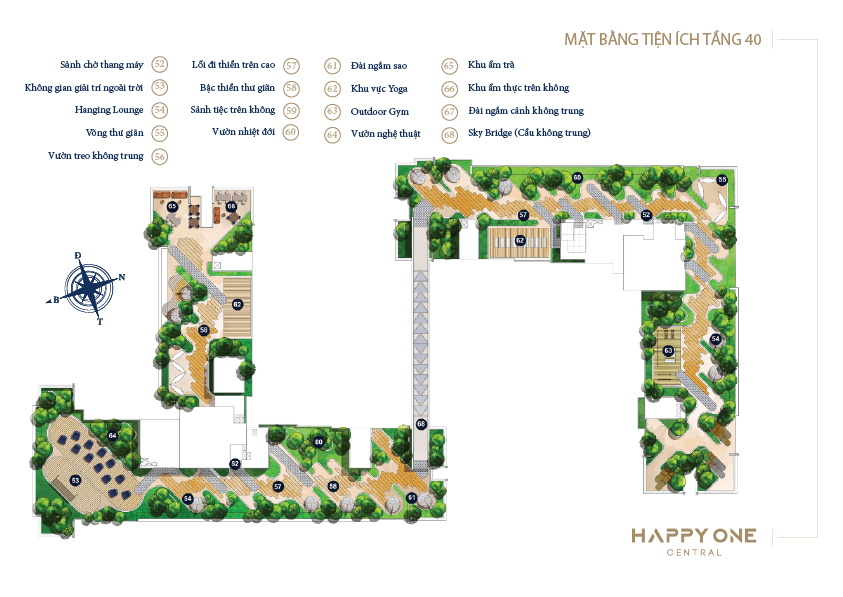 MẶT BẰNG TIỆN ÍCH TẦNG 40
Sảnh chờ thang máy 52
Không gian giải trí ngoài trời 53
Hanging Lounge 54
Võng thư giãn 55
Vườn treo không trung 56
Lối đi thiền trên cao 57
Bậc thiền thư giãn 58
Sảnh tiệc trên không 59
Vườn nhiệt đới 60
61 Đài ngắm sao
62 Khu vực Yoga
63 Outdoor Gym
64 Vườn nghệ thuật
65 Khu ẩm trà
66 Khu ẩm thực trên không
67 Đài ngắm cảnh không trung
68 Sky Bridge (Cầu không trung)
60
55
65
66
57
52
62
Đ
N
B
T
62
58
54
63
68
64
60
52
53
57
58
54
61
HAPPY ONE
CENTRAL